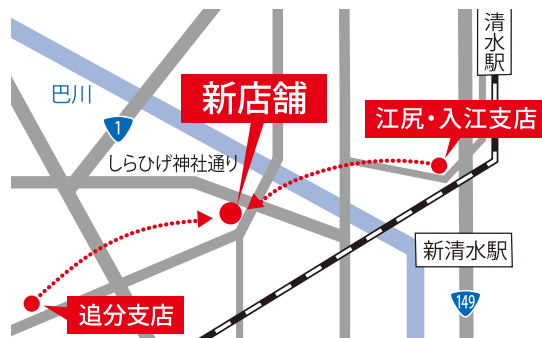 清水駅
巴川
新店舗
江尻・入江支店
1
しらひげ神社通り
新清水駅
149
追分支店